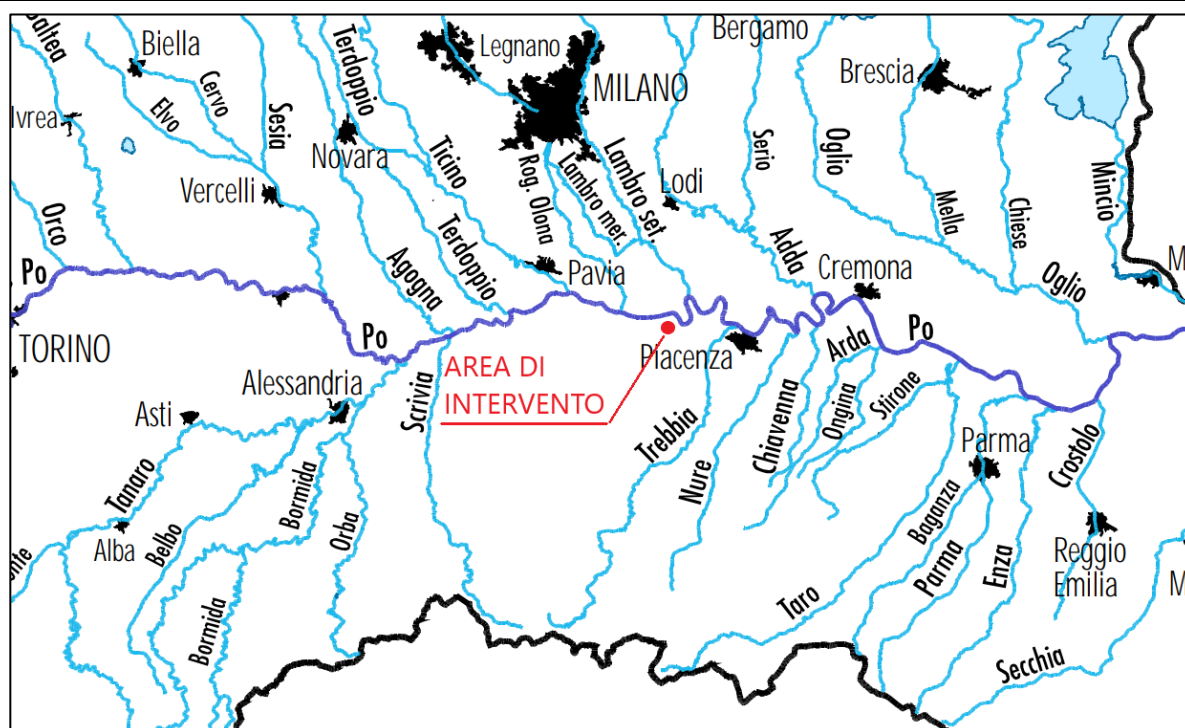 Baltea
Biella
Cervo
Elvo
Ivrea
Sesia
Terdoppio
Novara
Legnano
MILANO
Bergamo
Brescia
Ticino
Rog. Olona
Lambro mer.
Lambro set.
Lodi
Serio
Oglio
Mella
Chiese
Mincio
Vercelli
Orco
Po
Agogna
Terdoppio
Pavia
Adda
Cremona
Oglio
M
TORINO
Po
AREA DI
INTERVENTO
Piacenza
Arda
Po
Alessandria
Asti
Scrivia
Trebbia
Nure
Chiavenna
Ongina
Stirone
Parma
Crostolo
Tanaro
Alba
Belbo
Bormida
Orba
Baganza
Parma
Enza
Reggio
Emilia
Bormida
Taro
Secchia
M